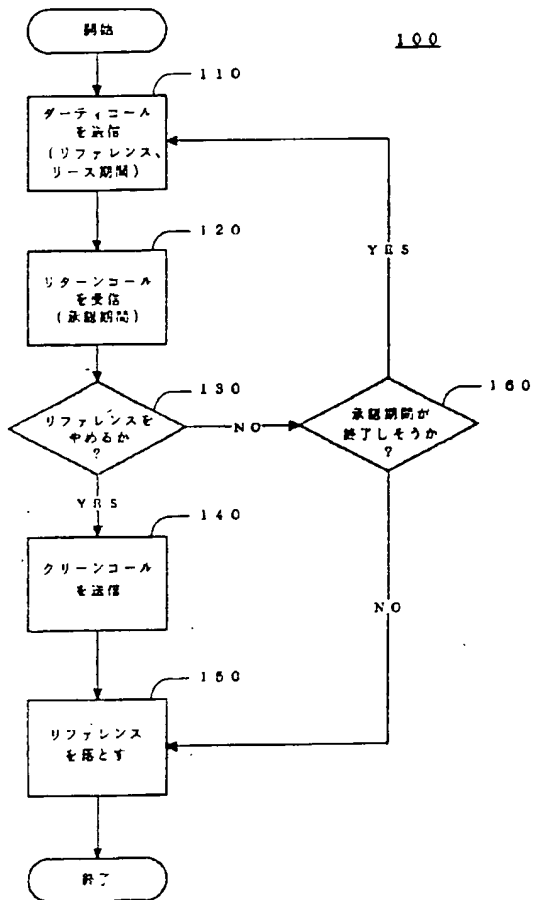 開始
100
110
ダーティコール
を送信
(リファレンス、
リース期間)
120
リターンコール
を受信
(承認期間)
130
リファレンスを
やめるか
?
NO
YES
140
クリーンコール
を送信
150
リファレンス
を落とす
終了
160
承認期間が
終了しそうか
?
YES
NO